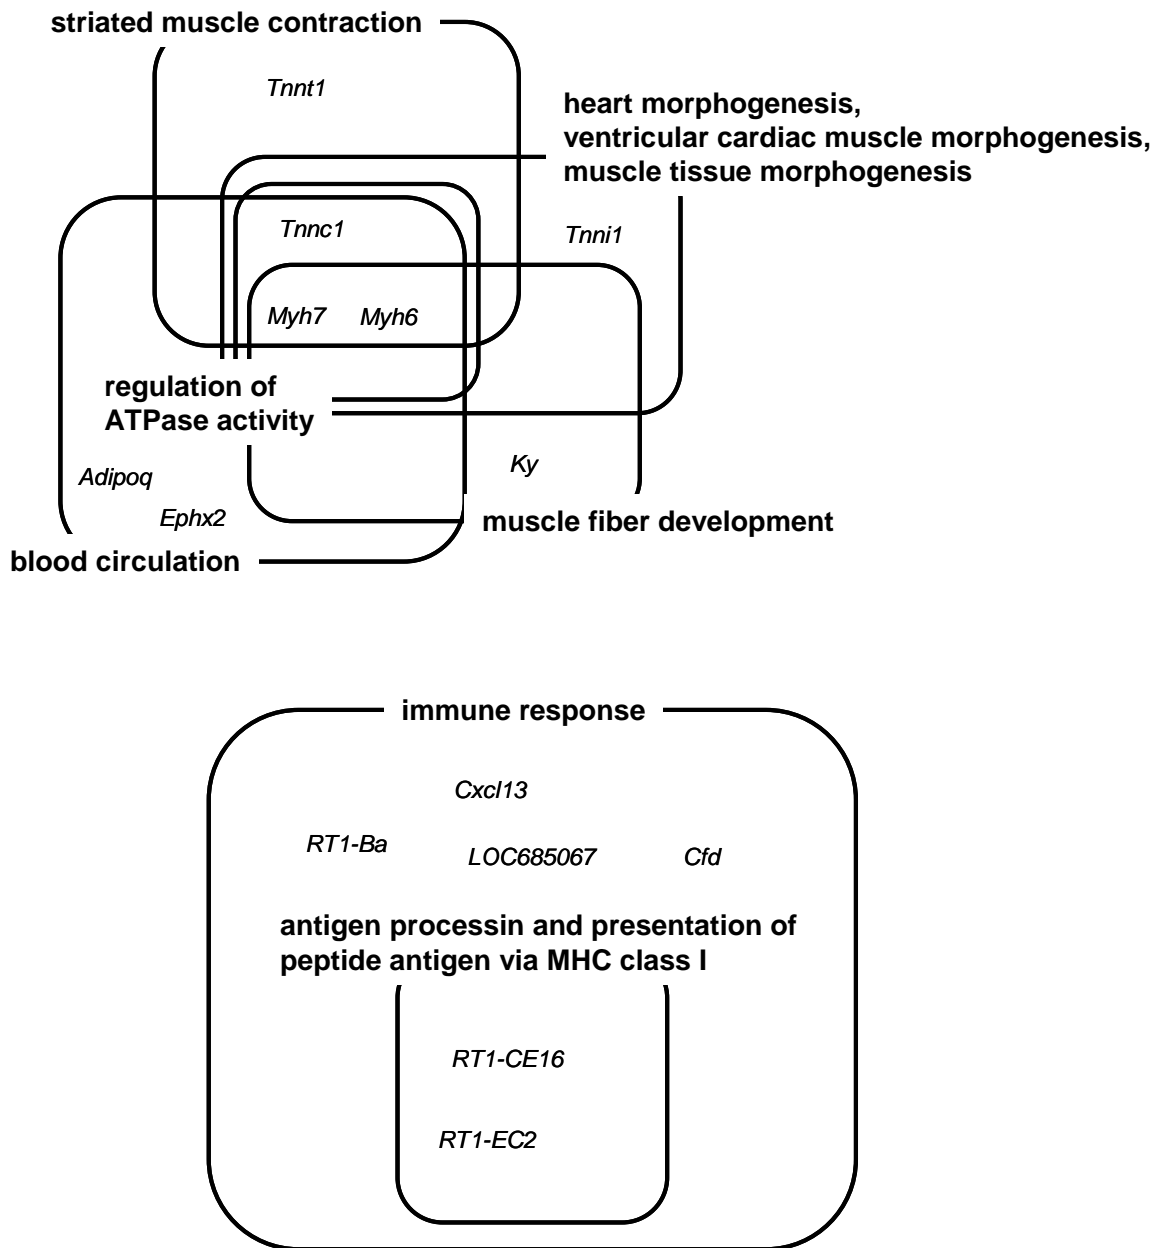 striated muscle contraction
Tnnt1
heart morphogenesis,
ventricular cardiac muscle morphogenesis,
muscle tissue morphogenesis
Tnnc1
Tnni1
Myh7
Myh6
regulation of
ATPase activity
Adipoq
Ky
Ephx2
muscle fiber development
blood circulation
immune response
Cxcl13
RT1-Ba
LOC685067
Cfd
antigen processin and presentation of
peptide antigen via MHC class I
RT1-CE16
RT1-EC2